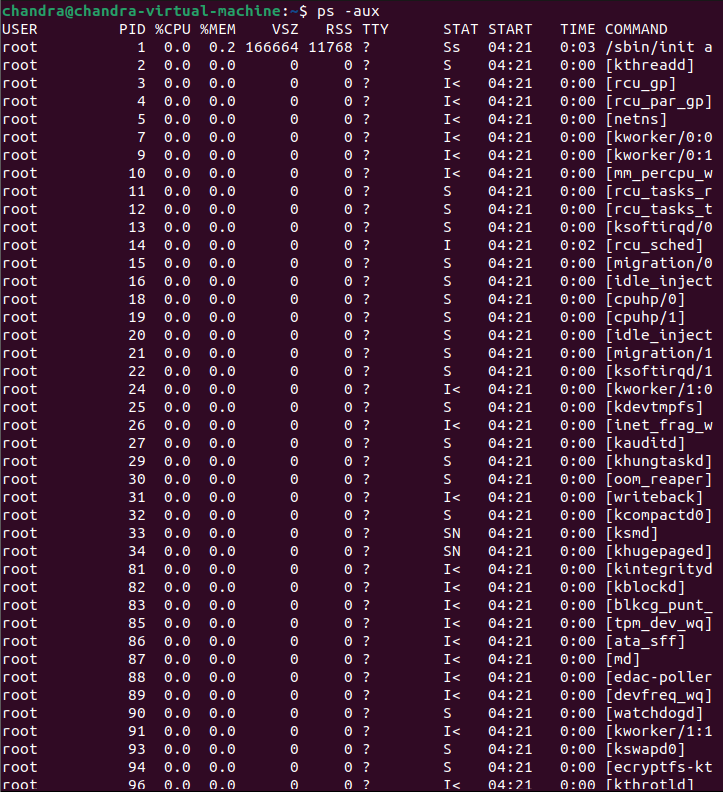 chandra@chandra-virtual-machine:~$ ps -aux
USER PID %CPU %MEM VSZ RSS TTY STAT START TIME COMMAND
root 1 0.0 0.2 166664 11768 ? Ss 04:21 0:03 /sbin/init a
root 2 0.0 0.0 0 0 ? S 04:21 0:00 [kthreadd]
root 3 0.0 0.0 0 0 ? I< 04:21 0:00 [rcu_gp]
root 4 0.0 0.0 0 0 ? I< 04:21 0:00 [rcu_par_gp]
root 5 0.0 0.0 0 0 ? I< 04:21 0:00 [netns]
root 7 0.0 0.0 0 0 ? I< 04:21 0:00 [kworker/0:0
root 9 0.0 0.0 0 0 ? I< 04:21 0:00 [kworker/0:1
root 10 0.0 0.0 0 0 ? I< 04:21 0:00 [mm_percpu_w
root 11 0.0 0.0 0 0 ? S 04:21 0:00 [rcu_tasks_r
root 12 0.0 0.0 0 0 ? S 04:21 0:00 [rcu_tasks_t
root 13 0.0 0.0 0 0 ? S 04:21 0:00 [ksoftirqd/0
root 14 0.0 0.0 0 0 ? I 04:21 0:02 [rcu_sched]
root 15 0.0 0.0 0 0 ? S 04:21 0:00 [migration/0
root 16 0.0 0.0 0 0 ? S 04:21 0:00 [idle_inject
root 18 0.0 0.0 0 0 ? S 04:21 0:00 [cpuhp/0]
root 19 0.0 0.0 0 0 ? S 04:21 0:00 [cpuhp/1]
root 20 0.0 0.0 0 0 ? S 04:21 0:00 [idle_inject
root 21 0.0 0.0 0 0 ? S 04:21 0:00 [migration/1
root 22 0.0 0.0 0 0 ? S 04:21 0:00 [ksoftirqd/1
root 24 0.0 0.0 0 0 ? I< 04:21 0:00 [kworker/1:0
root 25 0.0 0.0 0 0 ? S 04:21 0:00 [kdevtmpfs]
root 26 0.0 0.0 0 0 ? I< 04:21 0:00 [inet_frag_w
root 27 0.0 0.0 0 0 ? S 04:21 0:00 [kauditd]
root 29 0.0 0.0 0 0 ? S 04:21 0:00 [khungtaskd]
root 30 0.0 0.0 0 0 ? S 04:21 0:00 [oom_reaper]
root 31 0.0 0.0 0 0 ? I< 04:21 0:00 [writeback]
root 32 0.0 0.0 0 0 ? S 04:21 0:00 [kcompactd0]
root 33 0.0 0.0 0 0 ? SN 04:21 0:00 [ksmd]
root 34 0.0 0.0 0 0 ? SN 04:21 0:00 [khugepaged]
root 81 0.0 0.0 0 0 ? I< 04:21 0:00 [kintegrityd
root 82 0.0 0.0 0 0 ? I< 04:21 0:00 [kblockd]
root 83 0.0 0.0 0 0 ? I< 04:21 0:00 [blkcg_punt_
root 85 0.0 0.0 0 0 ? I< 04:21 0:00 [tpm_dev_wq]
root 86 0.0 0.0 0 0 ? I< 04:21 0:00 [ata_sff]
root 87 0.0 0.0 0 0 ? I< 04:21 0:00 [md]
root 88 0.0 0.0 0 0 ? I< 04:21 0:00 [edac-poller
root 89 0.0 0.0 0 0 ? I< 04:21 0:00 [devfreq_wq]
root 90 0.0 0.0 0 0 ? S 04:21 0:00 [watchdogd]
root 91 0.0 0.0 0 0 ? I< 04:21 0:00 [kworker/1:1
root 93 0.0 0.0 0 0 ? S 04:21 0:00 [kswapd0]
root 94 0.0 0.0 0 0 ? S 04:21 0:00 [ecryptfs-kt
root 96 0.0 0.0 0 0 ? I< 04:21 0:00 [kthrotld]